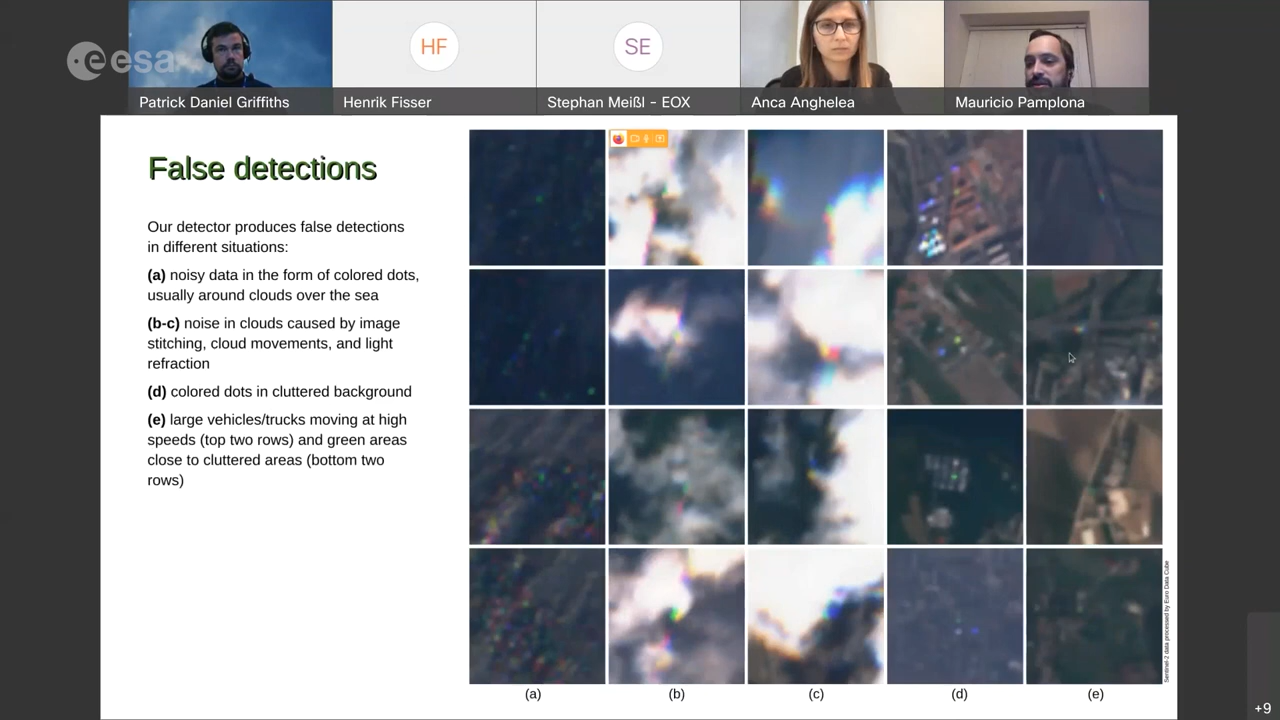 esa
HF
SE
Patrick Daniel Griffiths
Henrik Fisser
Stephan Meißl - EOX
Anca Anghelea
Mauricio Pamplona
False detections
Our detector produces false detections
in different situations:
(a) noisy data in the form of colored dots,
usually around clouds over the sea
(b-c) noise in clouds caused by image
stitching, cloud movements, and light
refraction
(d) colored dots in cluttered background
(e) large vehicles/trucks moving at high
speeds (top two rows) and green areas
close to cluttered areas (bottom two
rows)
(a)
(b)
(c)
(d)
(e)
Sentinel-2 data processed by Euro Data Cube
+9